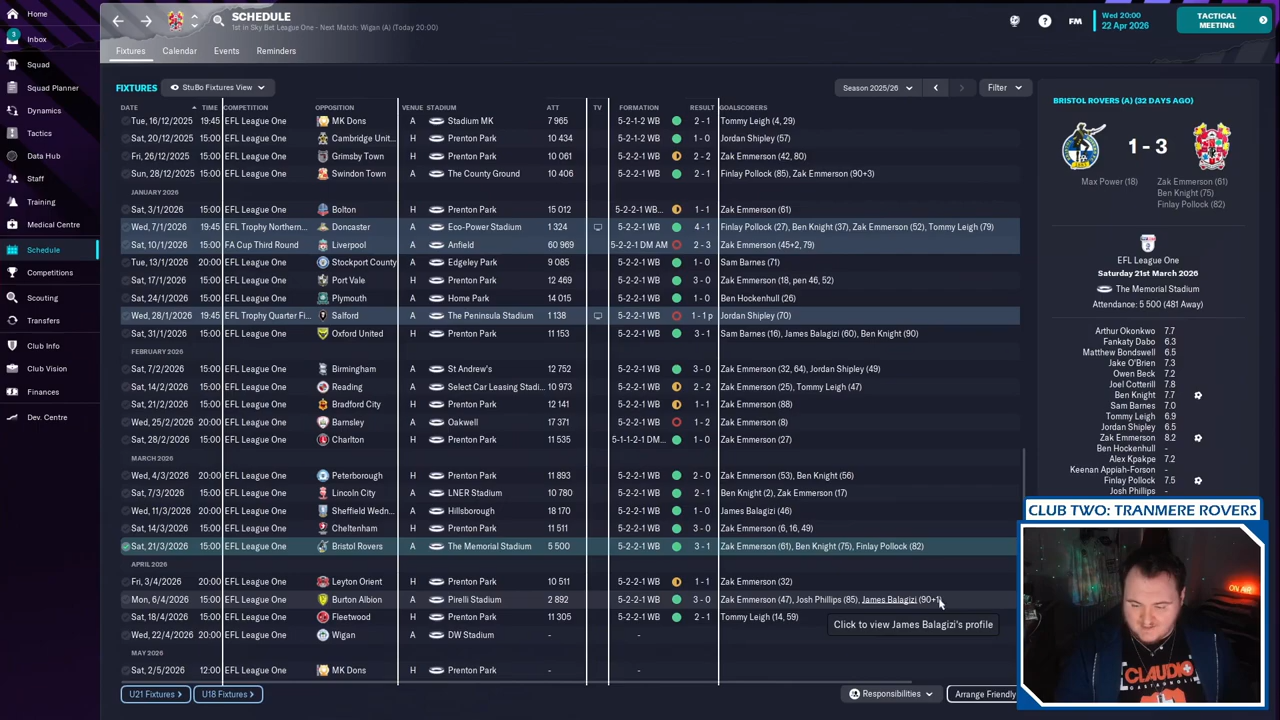 Home
SCHEDULE
1st in Sky Bet League One - Next Match: Wigan (A) (Today 20:00)
FM
Wed 20:00
22 Apr 2026
TACTICAL
MEETING
3
Inbox
Squad
Squad Planner
Dynamics
Tactics
Data Hub
Staff
Training
Medical Centre
Schedule
Competitions
Scouting
Transfers
Club Info
Club Vision
Finances
Dev. Centre
Fixtures
Calendar
Events
Reminders
FIXTURES
StuBo Fixtures View
Season 2025/26
Filter
DATE TIME COMPETITION OPPOSITION VENUE STADIUM ATT TV FORMATION RESULT GOALSCORERS
Tue, 16/12/2025 19:45 EFL League One MK Dons A Stadium MK 7 965 5-2-1-2 WB 2 - 1 Tommy Leigh (4, 29)
Sat, 20/12/2025 15:00 EFL League One Cambridge Unit... H Prenton Park 10 434 5-2-1-2 WB 1 - 0 Jordan Shipley (57)
Fri, 26/12/2025 15:00 EFL League One Grimsby Town H Prenton Park 10 061 5-2-2-1 WB 2 - 2 Zak Emmerson (42, 80)
Sun, 28/12/2025 15:00 EFL League One Swindon Town A The County Ground 10 406 5-2-2-1 WB 2 - 1 Finlay Pollock (85), Zak Emmerson (90+3)
JANUARY 2026
Sat, 3/1/2026 15:00 EFL League One Bolton H Prenton Park 15 012 5-2-2-1 WB... 1 - 1 Zak Emmerson (61)
Wed, 7/1/2026 19:45 EFL Trophy Northern... Doncaster A Eco-Power Stadium 1 324 5-2-2-1 WB 4 - 1 Finlay Pollock (27), Ben Knight (37), Zak Emmerson (52), Tommy Leigh (79)
Sat, 10/1/2026 15:00 FA Cup Third Round Liverpool A Anfield 60 969 5-2-2-1 DM AM 2 - 3 Zak Emmerson (45+2, 79)
Tue, 13/1/2026 20:00 EFL League One Stockport County A Edgeley Park 9 085 5-2-2-1 WB 1 - 0 Sam Barnes (71)
Sat, 17/1/2026 15:00 EFL League One Port Vale H Prenton Park 12 469 5-2-2-1 WB 3 - 0 Zak Emmerson (18, pen 46, 52)
Sat, 24/1/2026 15:00 EFL League One Plymouth A Home Park 14 015 5-2-2-1 WB 1 - 0 Ben Hockenhull (26)
Wed, 28/1/2026 19:45 EFL Trophy Quarter Fi... Salford A The Peninsula Stadium 1 138 5-2-2-1 WB 1 - 1 p Jordan Shipley (70)
Sat, 31/1/2026 15:00 EFL League One Oxford United H Prenton Park 11 153 5-2-2-1 WB 3 - 1 Sam Barnes (16), James Balagizi (60), Ben Knight (90)
FEBRUARY 2026
Sat, 7/2/2026 15:00 EFL League One Birmingham A St Andrew's 12 752 5-2-2-1 WB 3 - 0 Zak Emmerson (32, 64), Jordan Shipley (49)
Sat, 14/2/2026 15:00 EFL League One Reading A Select Car Leasing Stadi... 10 973 5-2-2-1 WB 2 - 2 Zak Emmerson (25), Tommy Leigh (47)
Sat, 21/2/2026 15:00 EFL League One Bradford City H Prenton Park 12 141 5-2-2-1 WB 1 - 1 Zak Emmerson (88)
Wed, 25/2/2026 20:00 EFL League One Barnsley A Oakwell 17 371 5-2-2-1 WB 1 - 2 Zak Emmerson (8)
Sat, 28/2/2026 15:00 EFL League One Charlton H Prenton Park 11 535 5-1-1-2-1 DM... 1 - 0 Zak Emmerson (27)
MARCH 2026
Wed, 4/3/2026 20:00 EFL League One Peterborough H Prenton Park 11 893 5-2-2-1 WB 2 - 0 Zak Emmerson (53), Ben Knight (56)
Sat, 7/3/2026 15:00 EFL League One Lincoln City A LNER Stadium 10 780 5-2-2-1 WB 2 - 1 Ben Knight (2), Zak Emmerson (17)
Wed, 11/3/2026 20:00 EFL League One Sheffield Wedn... A Hillsborough 18 170 5-2-2-1 WB 1 - 0 James Balagizi (46)
Sat, 14/3/2026 15:00 EFL League One Cheltenham H Prenton Park 11 511 5-2-2-1 WB 3 - 0 Zak Emmerson (6, 16, 49)
Sat, 21/3/2026 15:00 EFL League One Bristol Rovers A The Memorial Stadium 5 500 5-2-2-1 WB 3 - 1 Zak Emmerson (61), Ben Knight (75), Finlay Pollock (82)
APRIL 2026
Fri, 3/4/2026 20:00 EFL League One Leyton Orient H Prenton Park 10 511 5-2-2-1 WB 1 - 1 Zak Emmerson (32)
Mon, 6/4/2026 15:00 EFL League One Burton Albion A Pirelli Stadium 2 892 5-2-2-1 WB 3 - 0 Zak Emmerson (47), Josh Phillips (85), James Balagizi (90+1)
Sat, 18/4/2026 15:00 EFL League One Fleetwood H Prenton Park 11 305 5-2-2-1 WB 2 - 1 Tommy Leigh (14, 59)
Click to view James Balagizi's profile
Wed, 22/4/2026 20:00 EFL League One Wigan A DW Stadium - -
MAY 2026
Sat, 2/5/2026 12:00 EFL League One MK Dons H Prenton Park - -
U21 Fixtures
U18 Fixtures
Responsibilities
Arrange Friendly
BRISTOL ROVERS (A) (32 DAYS AGO)
1 - 3
Max Power (18)
Zak Emmerson (61)
Ben Knight (75)
Finlay Pollock (82)
EFL League One
Saturday 21st March 2026
The Memorial Stadium
Attendance: 5 500 (481 Away)
Arthur Okonkwo 7.7
Fankaty Dabo 6.3
Matthew Bondswell 6.5
Jake O'Brien 7.3
Owen Beck 7.2
Joel Cotterill 7.8
Ben Knight 7.7
Sam Barnes 7.0
Tommy Leigh 6.9
Jordan Shipley 6.5
Zak Emmerson 8.2
Ben Hockenhull -
Alex Kpakpe 7.2
Keenan Appiah-Forson -
Finlay Pollock 7.5
Josh Phillips -
CLUB TWO: TRANMERE ROVERS
ON AIR
CLAUDIO
CASTAGNOLI